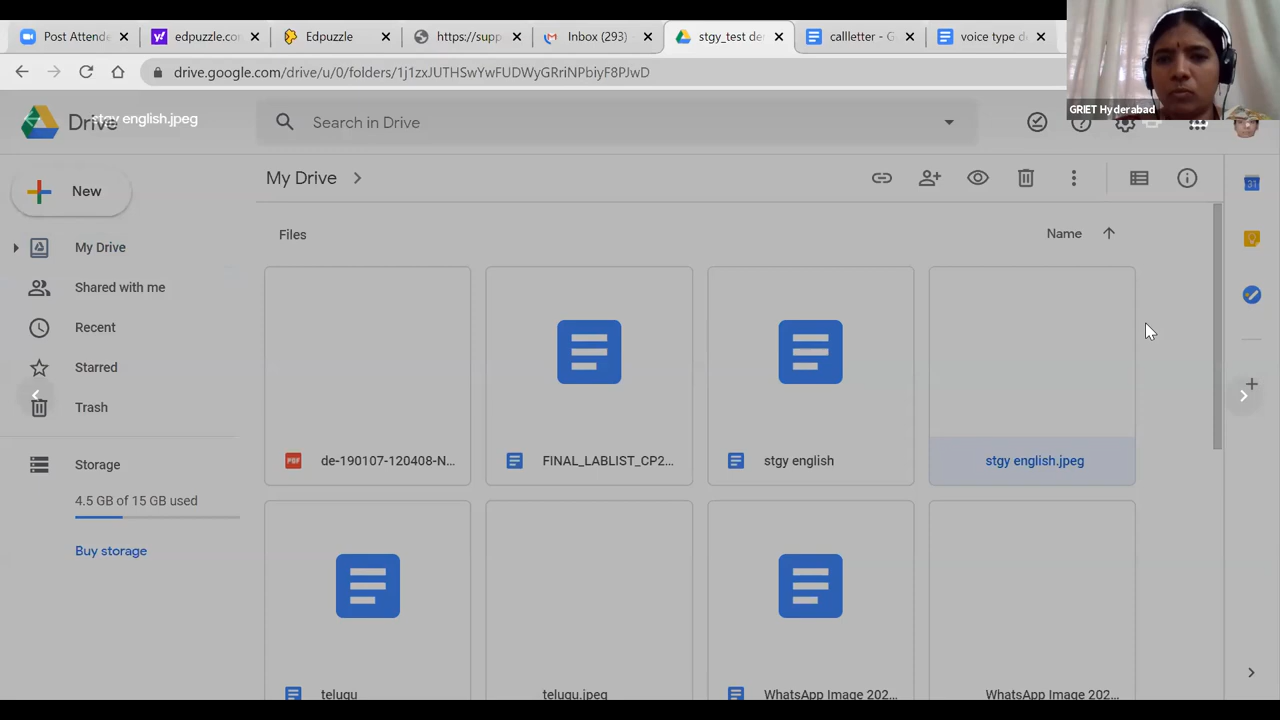 Post Attende
edpuzzle.co
Edpuzzle
https://supp
Inbox (293) -
stgy_test de
callletter - G
voice type d
drive.google.com/drive/u/0/folders/1j1zxJUTHSwYwFUDWyGRriNPbiyF8PJwD
GRIET Hyderabad
Drive
stgy english.jpeg
Search in Drive
New
My Drive
Files
Name
My Drive
Shared with me
Recent
Starred
Trash
Storage
4.5 GB of 15 GB used
Buy storage
de-190107-120408-N...
FINAL_LABLIST_CP2...
stgy english
stgy english.jpeg
telugu
telugu.jpeg
WhatsApp Image 202...
WhatsApp Image 202...
31